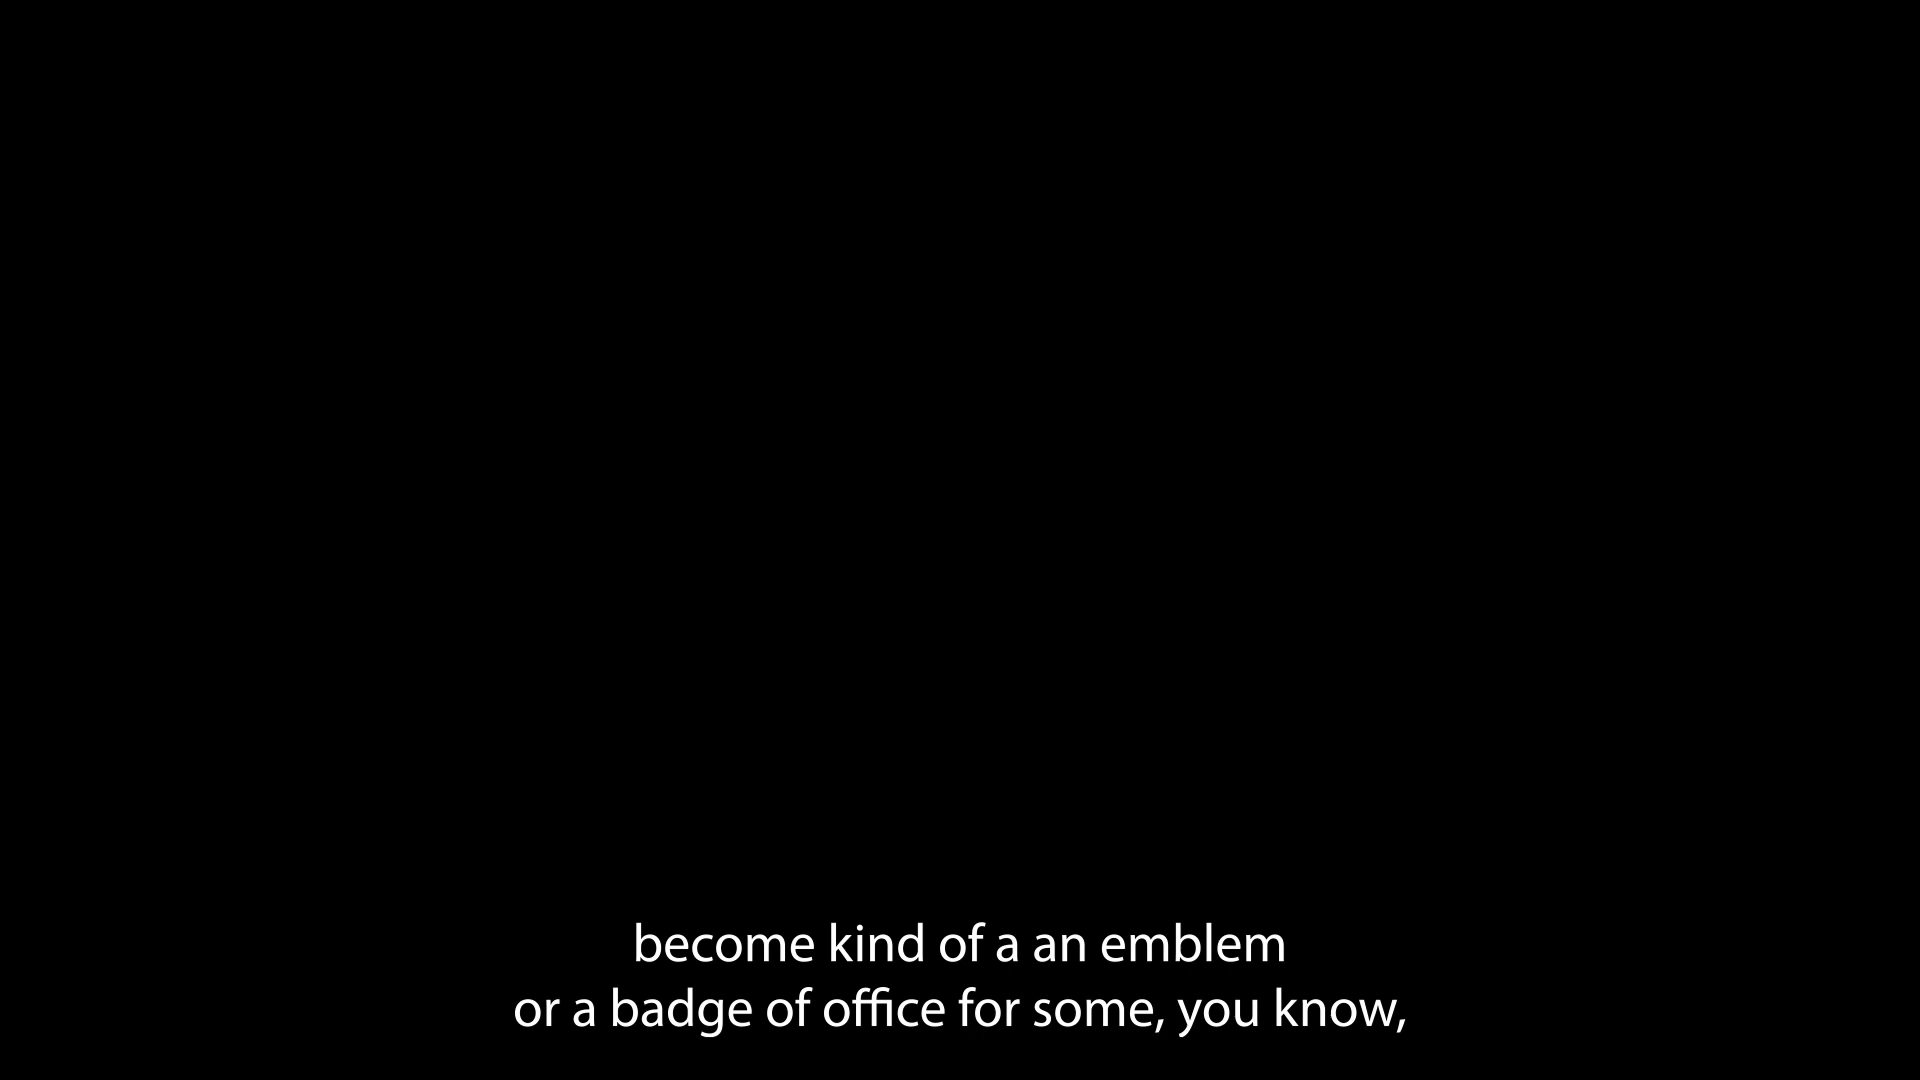 become kind of a an emblem
or a badge of office for some, you know,